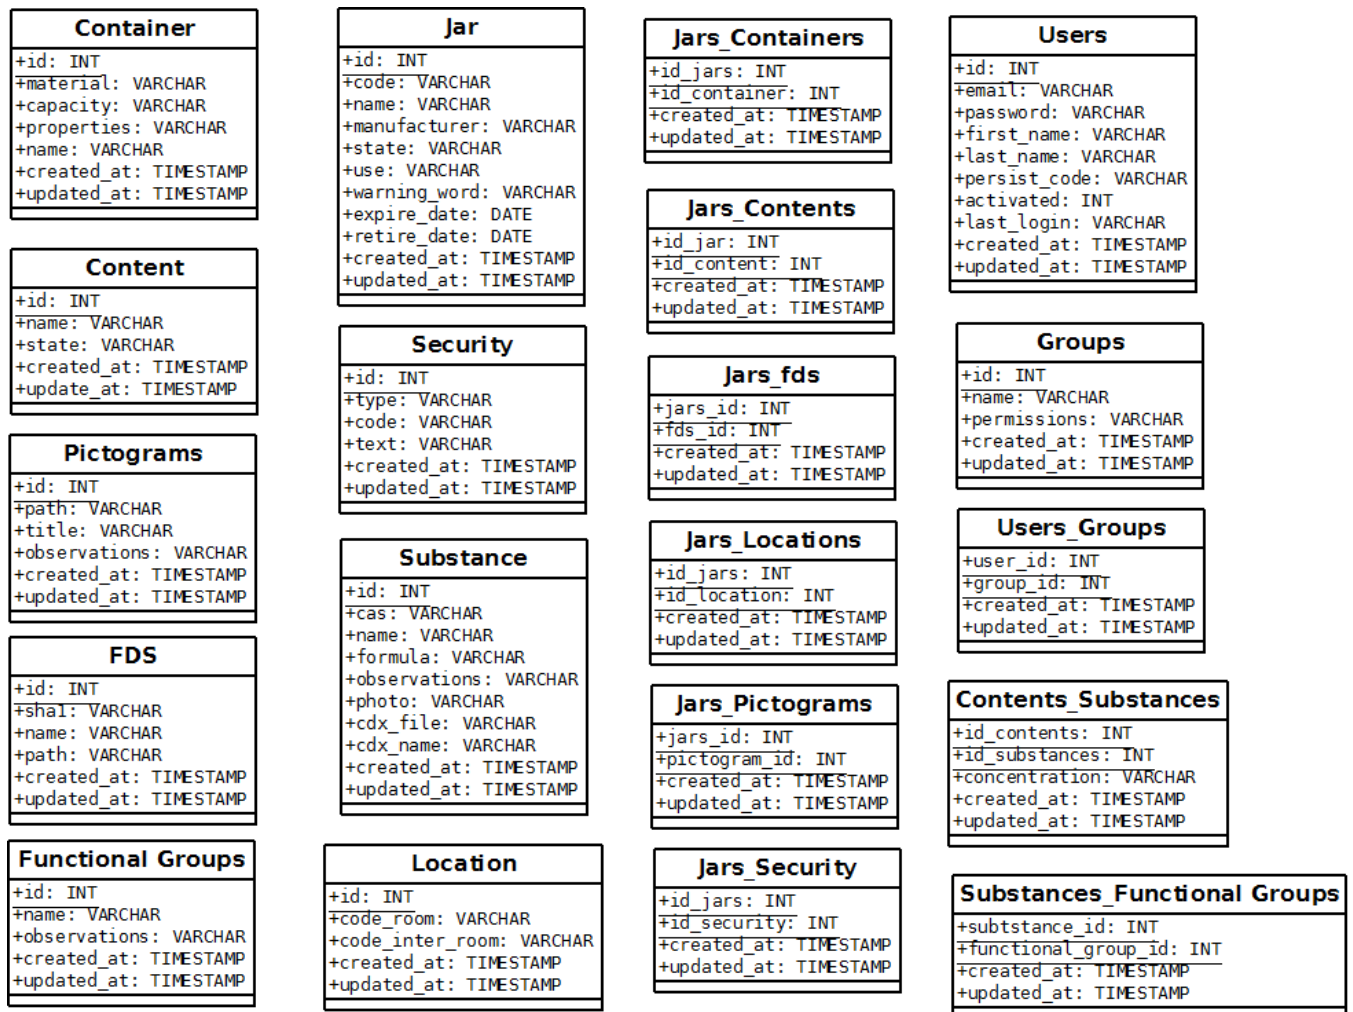 Container
+id: INT
+material: VARCHAR
+capacity: VARCHAR
+properties: VARCHAR
+name: VARCHAR
+created_at: TIMESTAMP
+updated_at: TIMESTAMP
Content
+id: INT
+name: VARCHAR
+state: VARCHAR
+created_at: TIMESTAMP
+update_at: TIMESTAMP
Pictograms
+id: INT
+path: VARCHAR
+title: VARCHAR
+observations: VARCHAR
+created_at: TIMESTAMP
+updated_at: TIMESTAMP
FDS
+id: INT
+sha1: VARCHAR
+name: VARCHAR
+path: VARCHAR
+created_at: TIMESTAMP
+updated_at: TIMESTAMP
Functional Groups
+id: INT
+name: VARCHAR
+observations: VARCHAR
+created_at: TIMESTAMP
+updated_at: TIMESTAMP
Jar
+id: INT
+code: VARCHAR
+name: VARCHAR
+manufacturer: VARCHAR
+state: VARCHAR
+use: VARCHAR
+warning_word: VARCHAR
+expire_date: DATE
+retire_date: DATE
+created_at: TIMESTAMP
+updated_at: TIMESTAMP
Security
+id: INT
+type: VARCHAR
+code: VARCHAR
+text: VARCHAR
+created_at: TIMESTAMP
+updated_at: TIMESTAMP
Substance
+id: INT
+cas: VARCHAR
+name: VARCHAR
+formula: VARCHAR
+observations: VARCHAR
+photo: VARCHAR
+cdx_file: VARCHAR
+cdx_name: VARCHAR
+created_at: TIMESTAMP
+updated_at: TIMESTAMP
Location
+id: INT
+code_room: VARCHAR
+code_inter_room: VARCHAR
+created_at: TIMESTAMP
+updated_at: TIMESTAMP
Jars_Containers
+id_jars: INT
+id_container: INT
+created_at: TIMESTAMP
+updated_at: TIMESTAMP
Jars_Contents
+id_jar: INT
+id_content: INT
+created_at: TIMESTAMP
+updated_at: TIMESTAMP
Jars_fds
+jars_id: INT
+fds_id: INT
+created_at: TIMESTAMP
+updated_at: TIMESTAMP
Jars_Locations
+id_jars: INT
+id_location: INT
+created_at: TIMESTAMP
+updated_at: TIMESTAMP
Jars_Pictograms
+jars_id: INT
+pictogram_id: INT
+created_at: TIMESTAMP
+updated_at: TIMESTAMP
Jars_Security
+id_jars: INT
+id_security: INT
+created_at: TIMESTAMP
+updated_at: TIMESTAMP
Users
+id: INT
+email: VARCHAR
+password: VARCHAR
+first_name: VARCHAR
+last_name: VARCHAR
+persist_code: VARCHAR
+activated: INT
+last_login: VARCHAR
+created_at: TIMESTAMP
+updated_at: TIMESTAMP
Groups
+id: INT
+name: VARCHAR
+permissions: VARCHAR
+created_at: TIMESTAMP
+updated_at: TIMESTAMP
Users_Groups
+user_id: INT
+group_id: INT
+created_at: TIMESTAMP
+updated_at: TIMESTAMP
Contents_Substances
+id_contents: INT
+id_substances: INT
+concentration: VARCHAR
+created_at: TIMESTAMP
+updated_at: TIMESTAMP
Substances_Functional Groups
+subtstance_id: INT
+functional_group_id: INT
+created_at: TIMESTAMP
+updated_at: TIMESTAMP